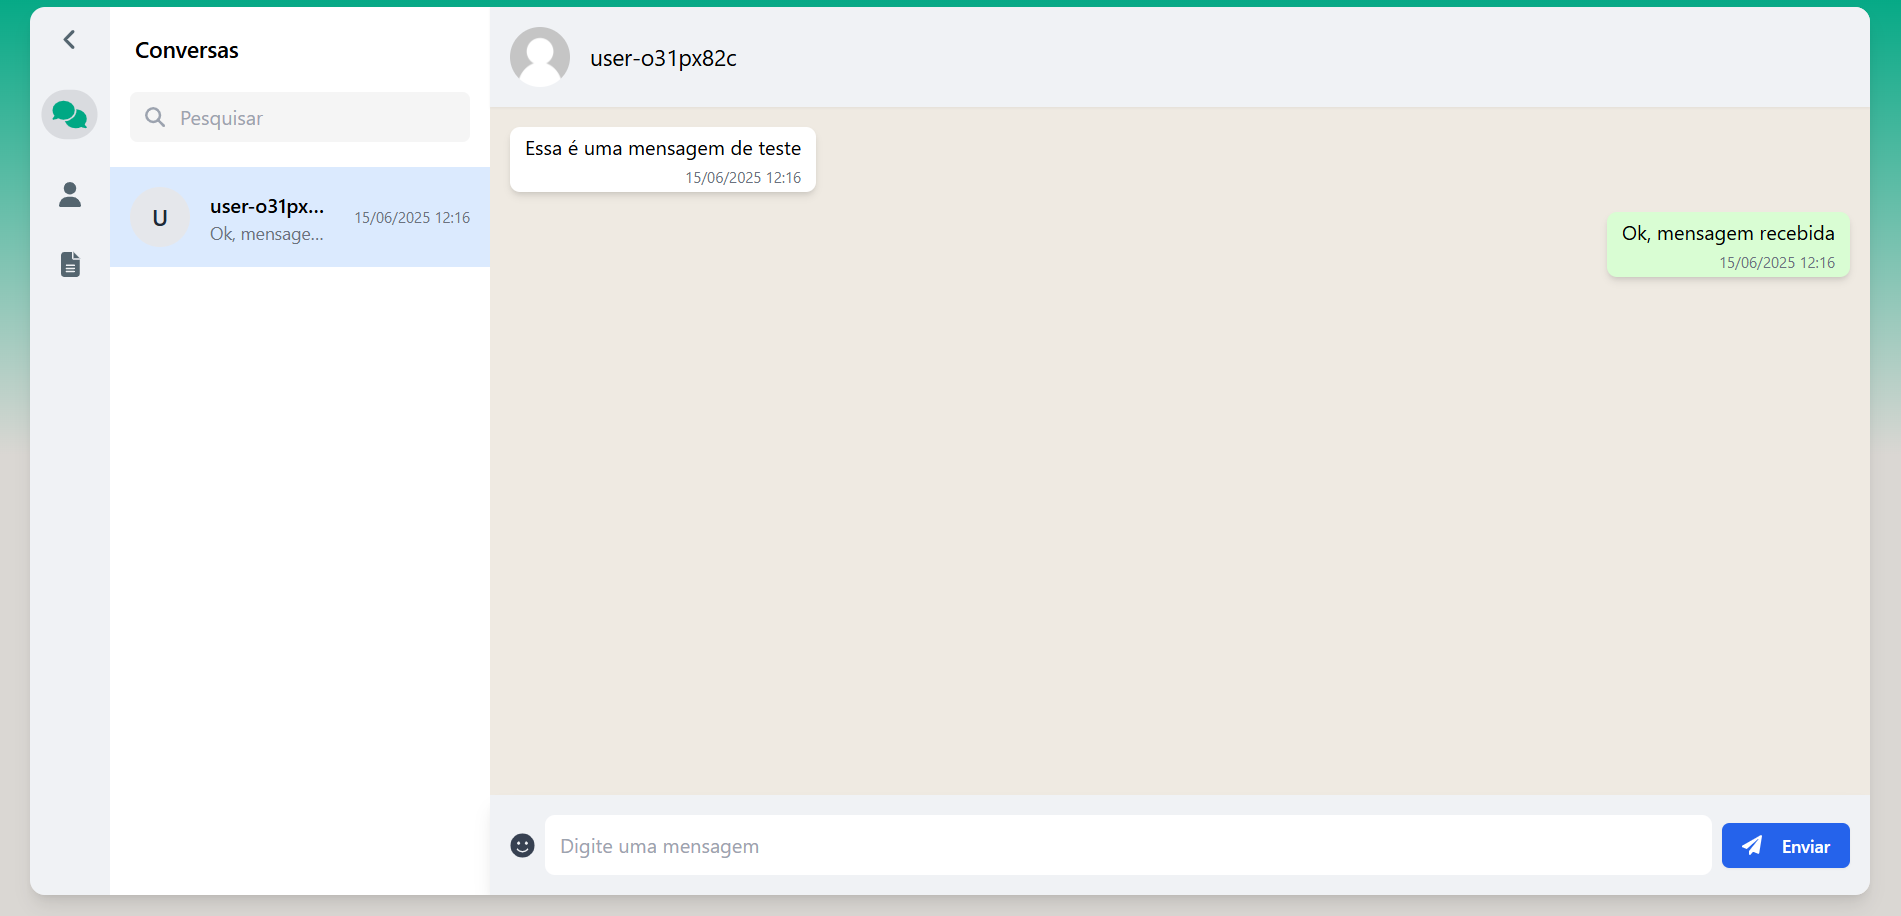 Conversas
Pesquisar
U
user-o31px...
Ok, mensage...
15/06/2025 12:16
user-o31px82c
Essa é uma mensagem de teste
15/06/2025 12:16
Ok, mensagem recebida
15/06/2025 12:16
Digite uma mensagem
Enviar